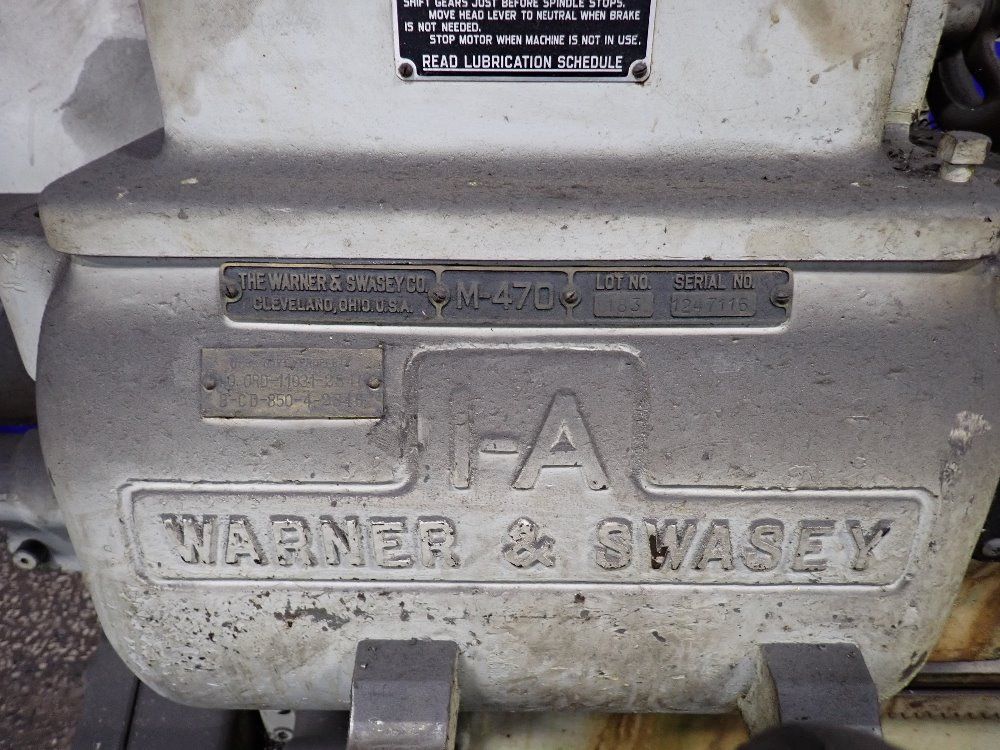 SHIFT GEARS JUST BEFORE SPINDLE STOPS.
MOVE HEAD LEVER TO NEUTRAL WHEN BRAKE
IS NOT NEEDED.
STOP MOTOR WHEN MACHINE IS NOT IN USE.
READ LUBRICATION SCHEDULE
THE WARNER & SWASEY CO.
CLEVELAND, OHIO. U.S.A.
M-470
LOT NO. SERIAL NO.
183 1247116
1-A
WARNER & SWASEY